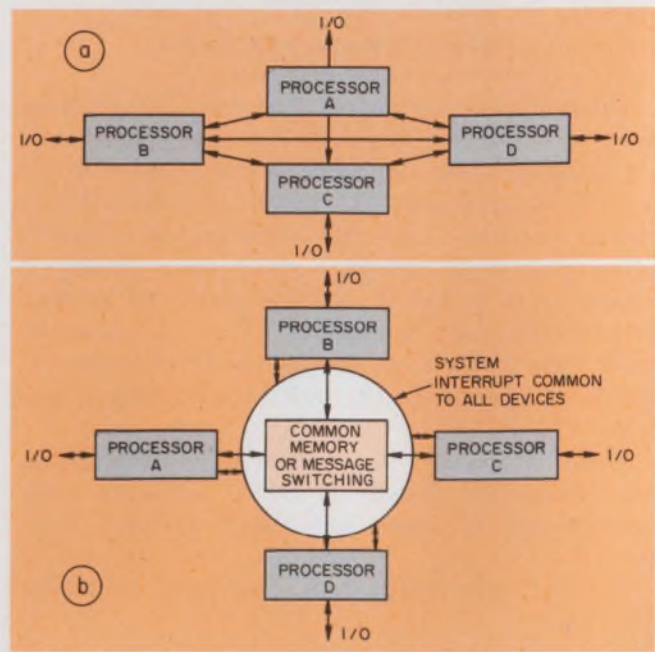 I/O
a
PROCESSOR
A
I/O
PROCESSOR
B
PROCESSOR
D
I/O
PROCESSOR
C
I/O
I/O
PROCESSOR
B
SYSTEM
INTERRUPT COMMON
TO ALL DEVICES
I/O
PROCESSOR
A
COMMON
MEMORY
OR MESSAGE
SWITCHING
PROCESSOR
C
I/O
PROCESSOR
D
b
I/O